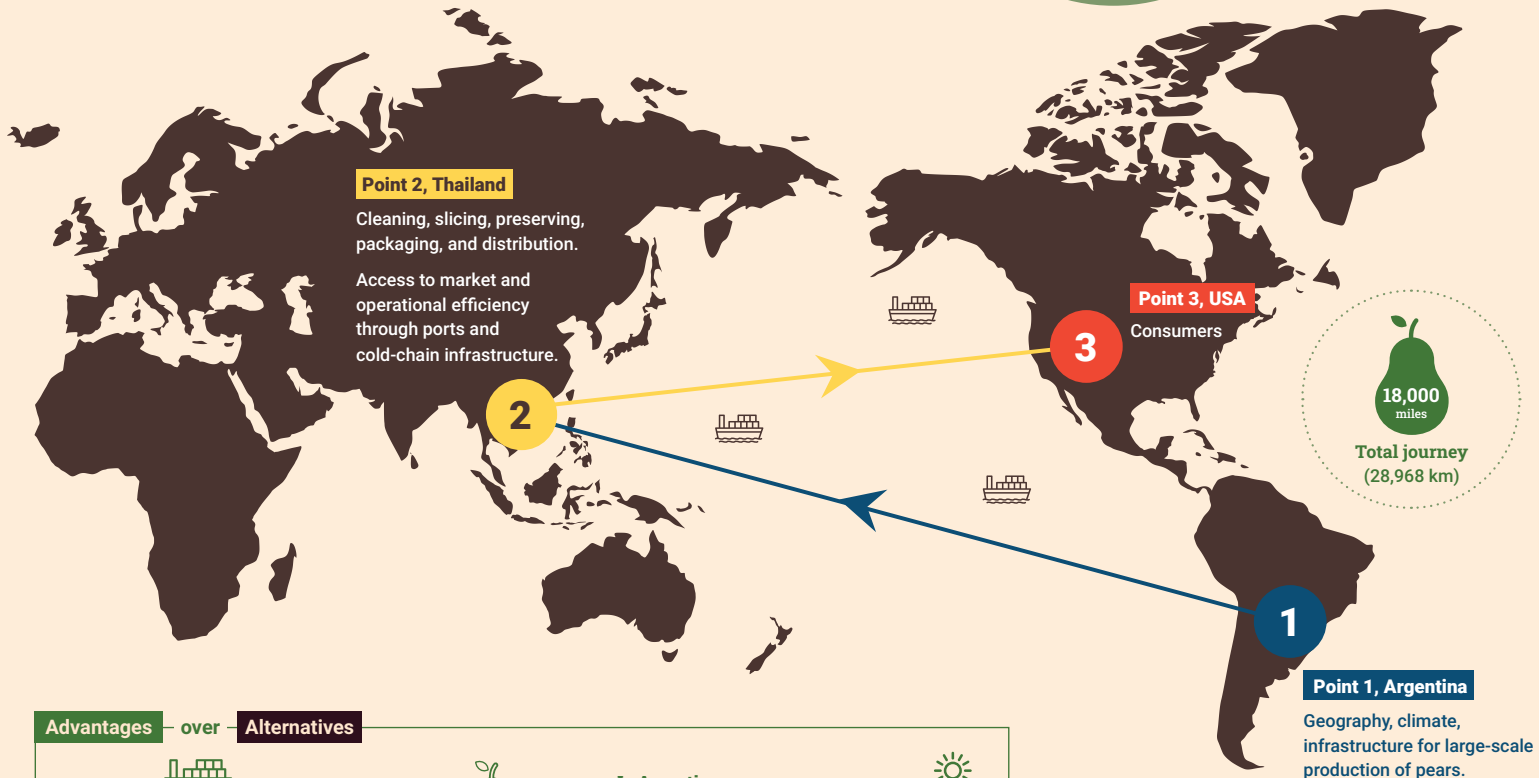 Point 2, Thailand
Cleaning, slicing, preserving,
packaging, and distribution.
Access to market and
operational efficiency
through ports and
cold-chain infrastructure.
Point 3, USA
Consumers
3
2
18,000
miles
Total journey
(28,968 km)
1
Point 1, Argentina
Geography, climate,
infrastructure for large-scale
production of pears.
Advantages over Alternatives